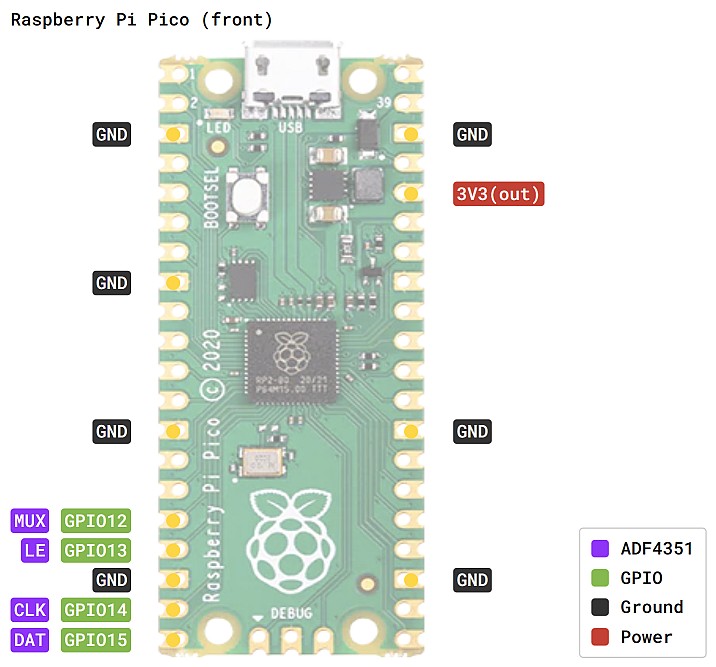 Raspberry Pi Pico (front)
1
2
39
LED
USB
GND
GND
BOOTSEL
3V3(out)
GND
Raspberry Pi Pico © 2020
RP2-B0 20/21
P64M15.00 TTT
GND
GND
MUX GPIO12
LE GPIO13
GND
GND
CLK GPIO14
DAT GPIO15
DEBUG
ADF4351
GPIO
Ground
Power